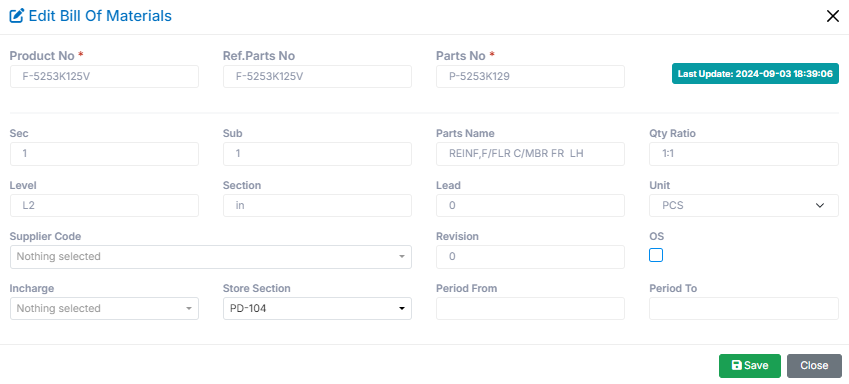 Edit Bill Of Materials
Product No * Ref.Parts No Parts No *
F-5253K125V F-5253K125V P-5253K129 Last Update: 2024-09-03 18:39:06
Sec Sub Parts Name Qty Ratio
1 1 REINF,F/FLR C/MBR FR  LH 1:1
Level Section Lead Unit
L2 in 0 PCS
Supplier Code Revision OS
Nothing selected 0
Incharge Store Section Period From Period To
Nothing selected PD-104
Save Close